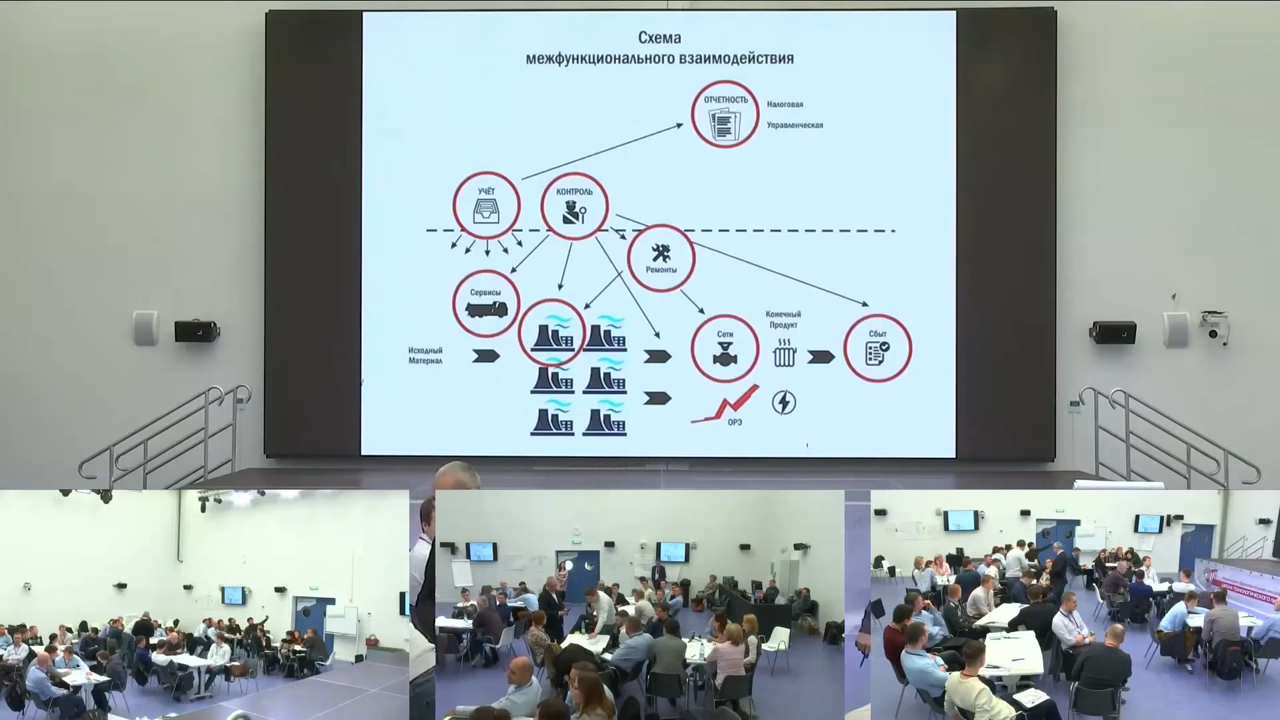 Схема
межфункционального взаимодействия
ОТЧЕТНОСТЬ
Налоговая
Управленческая
УЧЁТ
КОНТРОЛЬ
Ремонты
Сервисы
Исходный
Материал
Сети
Конечный
Продукт
Сбыт
ОРЭ